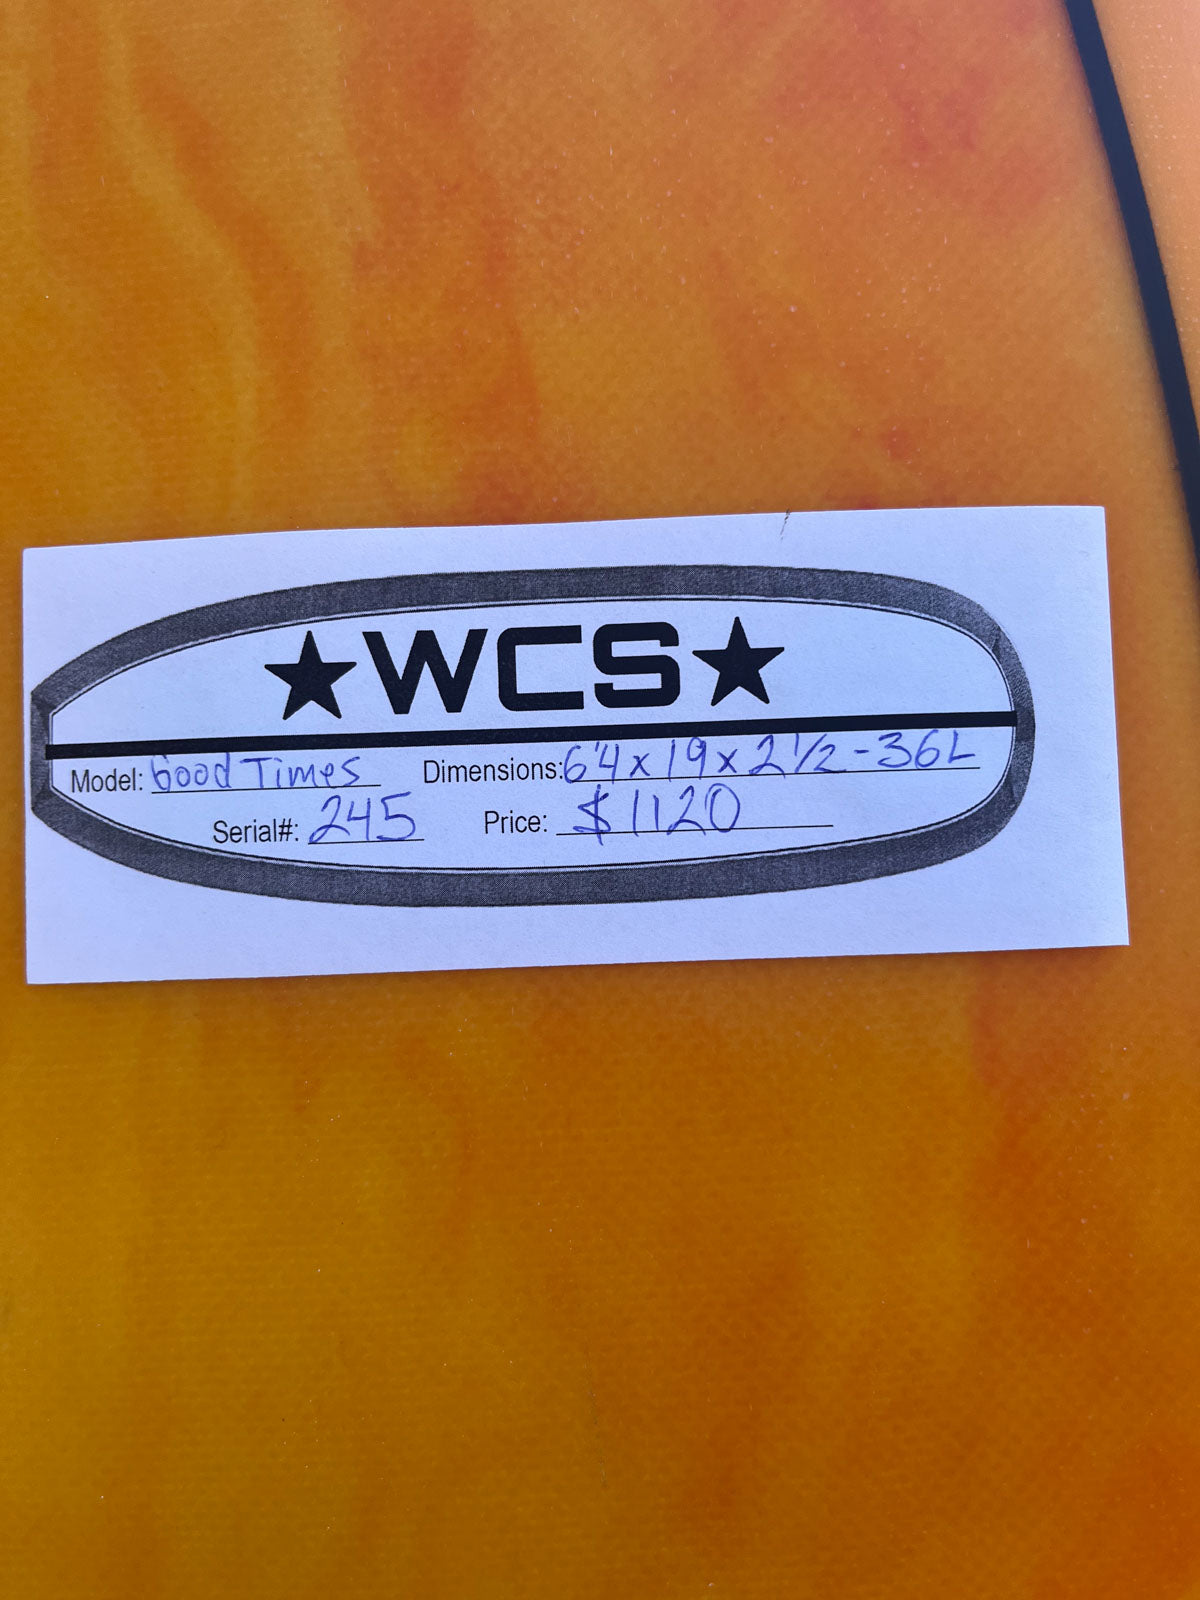 ★WCS★
Model: Good Times Dimensions: 6'4 x 19 x 2 1/2 - 36L
Serial#: 245 Price: $1120